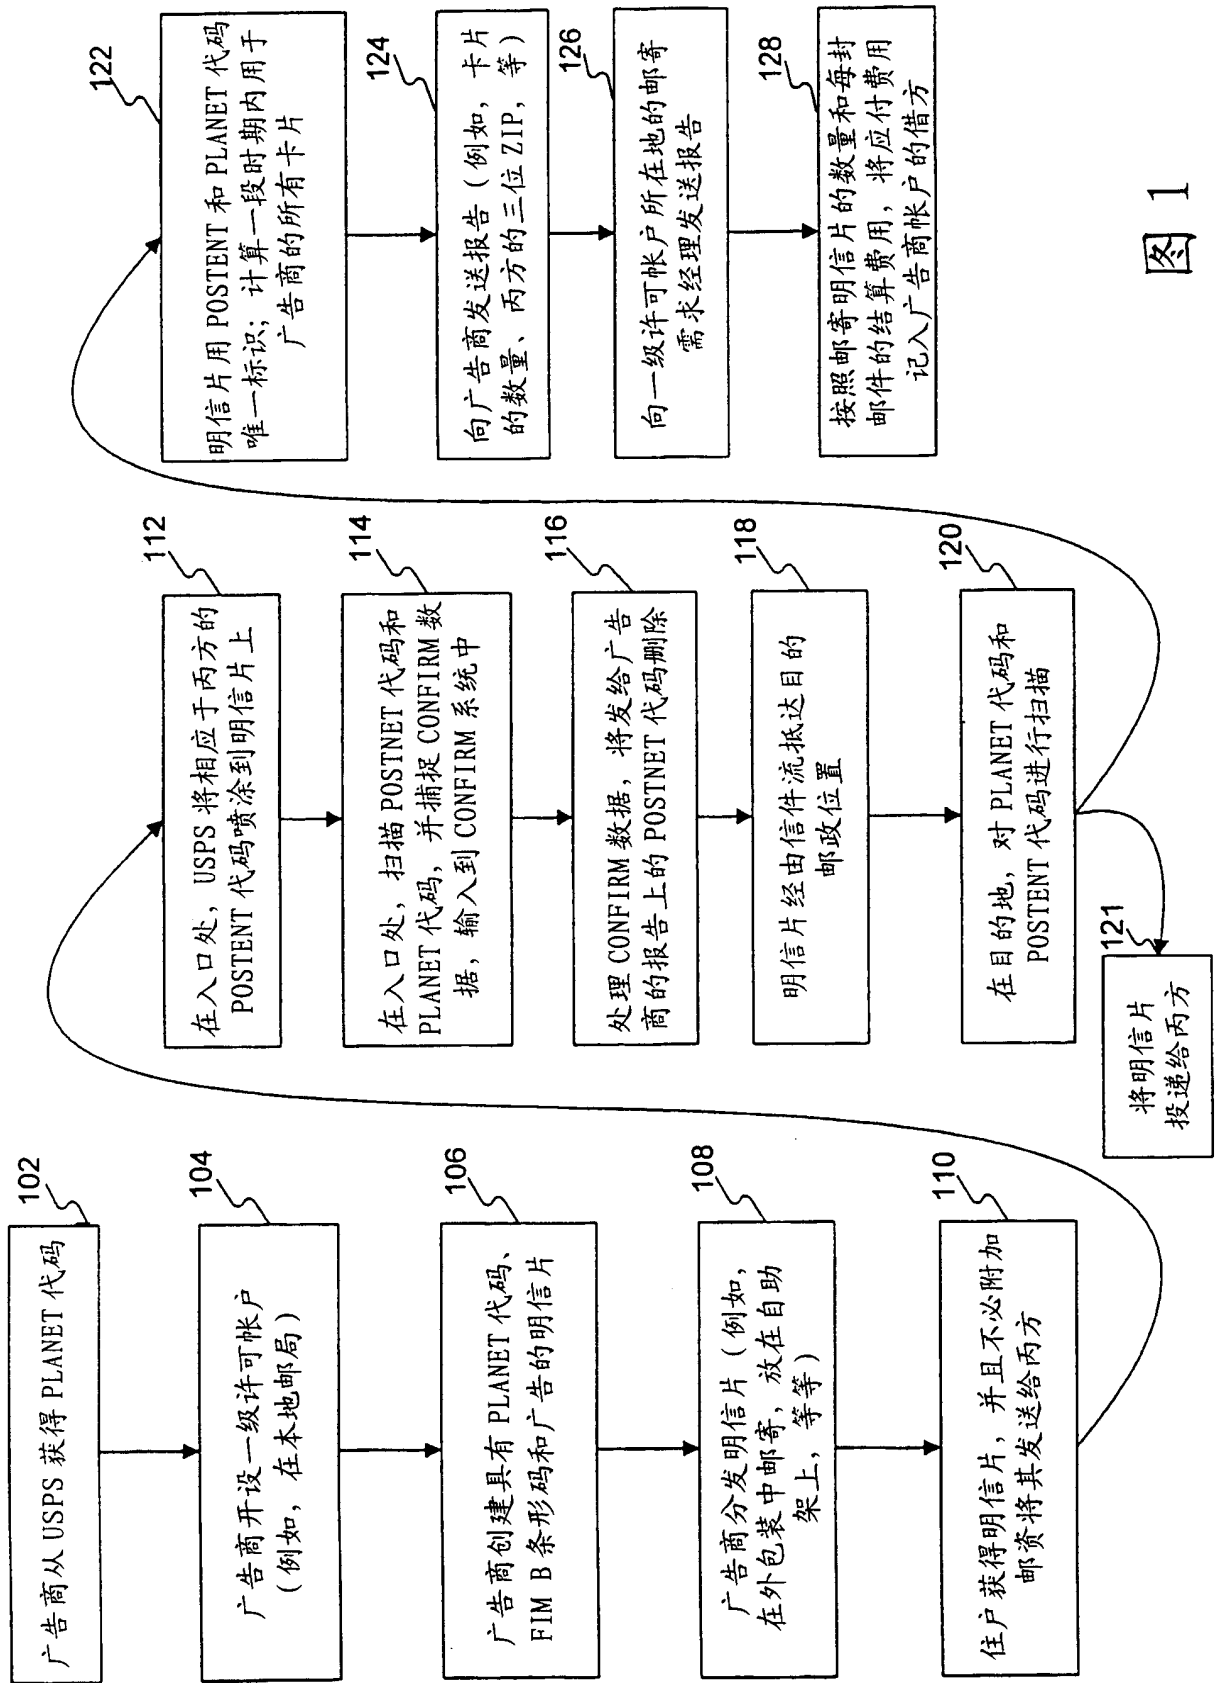 102
广告商从 USPS 获得 PLANET 代码
104
广告商开设一级许可帐户
（例如，在本地邮局）
106
广告商创建具有 PLANET 代码、
FIM B 条形码和广告的明信片
108
广告商分发明信片（例如，
在外包装中邮寄，放在自助
架上，等等）
110
住户获得明信片，并且不必附加
邮资将其发送给丙方
112
在入口处，USPS 将相应于丙方的
POSTENT 代码喷涂到明信片上
114
在入口处，扫描 POSTNET 代码和
PLANET 代码，并捕捉 CONFIRM 数
据，输入到 CONFIRM 系统中
116
处理 CONFIRM 数据，将发给广告
商的报告上的 POSTNET 代码删除
118
明信片经由信件流抵达目的
邮政位置
120
在目的地，对 PLANET 代码和
POSTENT 代码进行扫描
121
将明信片
投递给丙方
122
明信片用 POSTENT 和 PLANET 代码
唯一标识；计算一段时期内用于
广告商的所有卡片
124
向广告商发送报告（例如，卡片
的数量、丙方的三位 ZIP，等）
126
向一级许可帐户所在地的邮寄
需求经理发送报告
128
按照邮寄明信片的数量和每封
邮件的结算费用，将应付费用
记入广告商帐户的借方
图 1